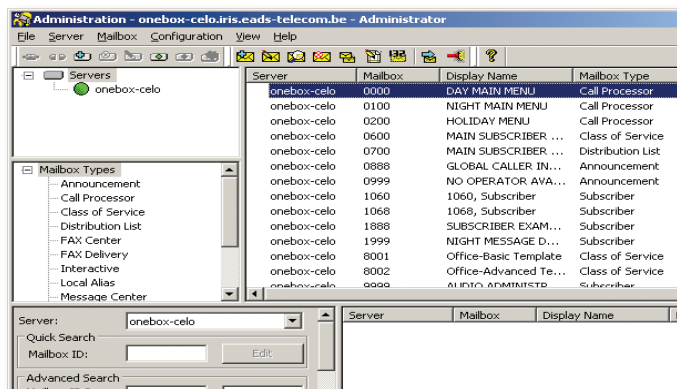 Administration - onebox-celo.iris.eads-telecom.be - Administrator
File Server Mailbox Configuration View Help
Servers
onebox-celo
Server Mailbox Display Name Mailbox Type
onebox-celo 0000 DAY MAIN MENU Call Processor
onebox-celo 0100 NIGHT MAIN MENU Call Processor
onebox-celo 0200 HOLIDAY MENU Call Processor
onebox-celo 0600 MAIN SUBSCRIBER ... Class of Service
onebox-celo 0700 MAIN SUBSCRIBER ... Distribution List
onebox-celo 0888 GLOBAL CALLER IN... Announcement
onebox-celo 0999 NO OPERATOR AVA... Announcement
onebox-celo 1060 1060, Subscriber Subscriber
onebox-celo 1068 1068, Subscriber Subscriber
onebox-celo 1888 SUBSCRIBER EXAM... Subscriber
onebox-celo 1999 NIGHT MESSAGE D... Subscriber
onebox-celo 8001 Office-Basic Template Class of Service
onebox-celo 8002 Office-Advanced Te... Class of Service
onebox-celo 9999 AUDIO ADMINISTR... Subscriber
Mailbox Types
Announcement
Call Processor
Class of Service
Distribution List
FAX Center
FAX Delivery
Interactive
Local Alias
Message Center
Server: onebox-celo
Quick Search
Mailbox ID: Edit
Advanced Search
Server Mailbox Display Name